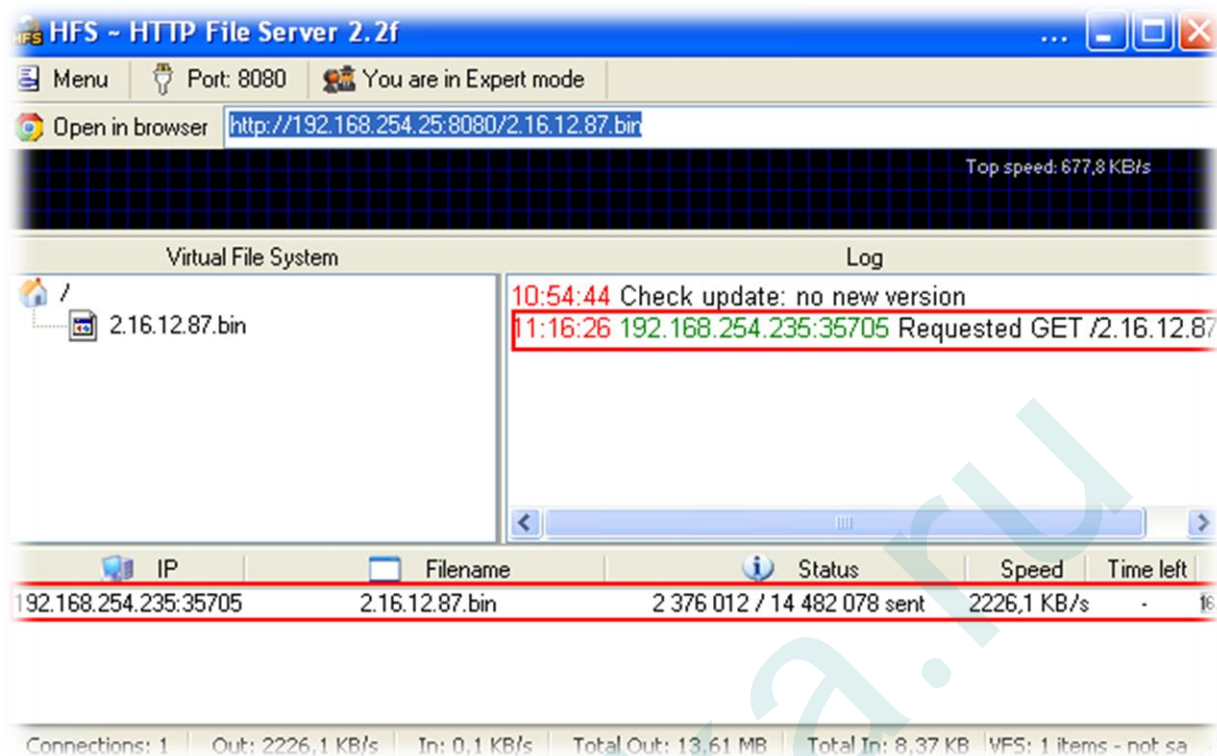 HFS ~ HTTP File Server 2.2f ...
Menu Port: 8080 You are in Expert mode
Open in browser http://192.168.254.25:8080/2.16.12.87.bin
Top speed: 677,8 KB/s
Virtual File System Log
/
2.16.12.87.bin
10:54:44 Check update: no new version
11:16:26 192.168.254.235:35705 Requested GET /2.16.12.87
IP Filename Status Speed Time left
192.168.254.235:35705 2.16.12.87.bin 2 376 012 / 14 482 078 sent 2226,1 KB/s - 16
Connections: 1 Out: 2226,1 KB/s In: 0,1 KB/s Total Out: 13,61 MB Total In: 8,37 KB VFS: 1 items - not sa
a.ru